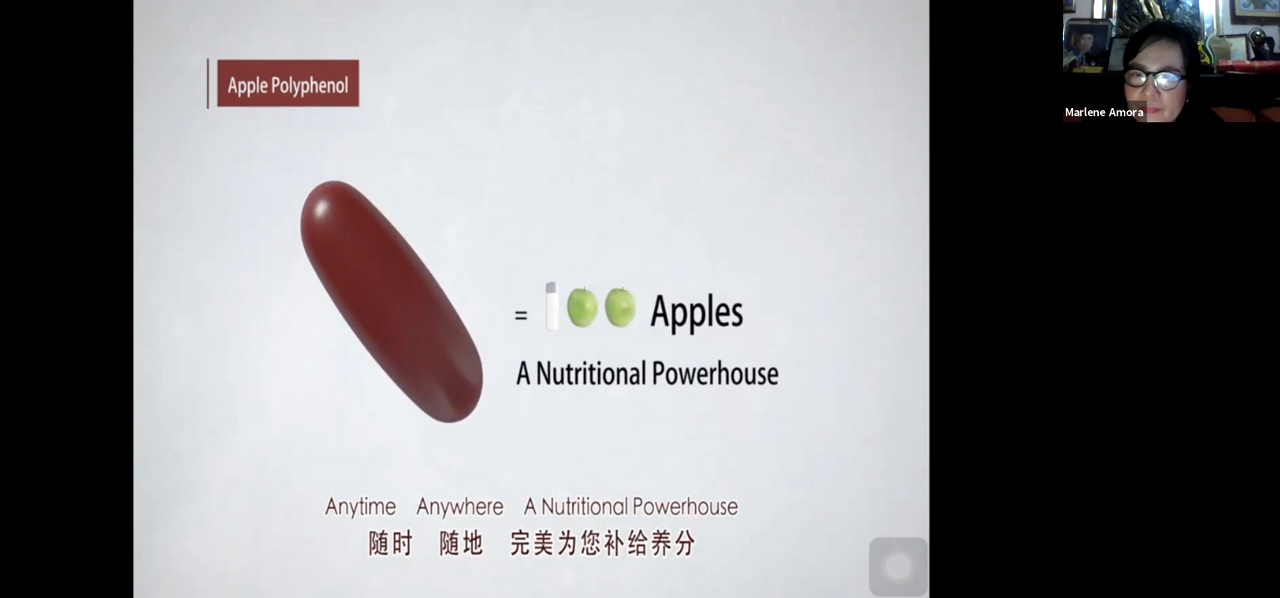 Apple Polyphenol
Marlene Amora
= 100 Apples
A Nutritional Powerhouse
Anytime Anywhere A Nutritional Powerhouse
随时 随地 完美为您补给养分